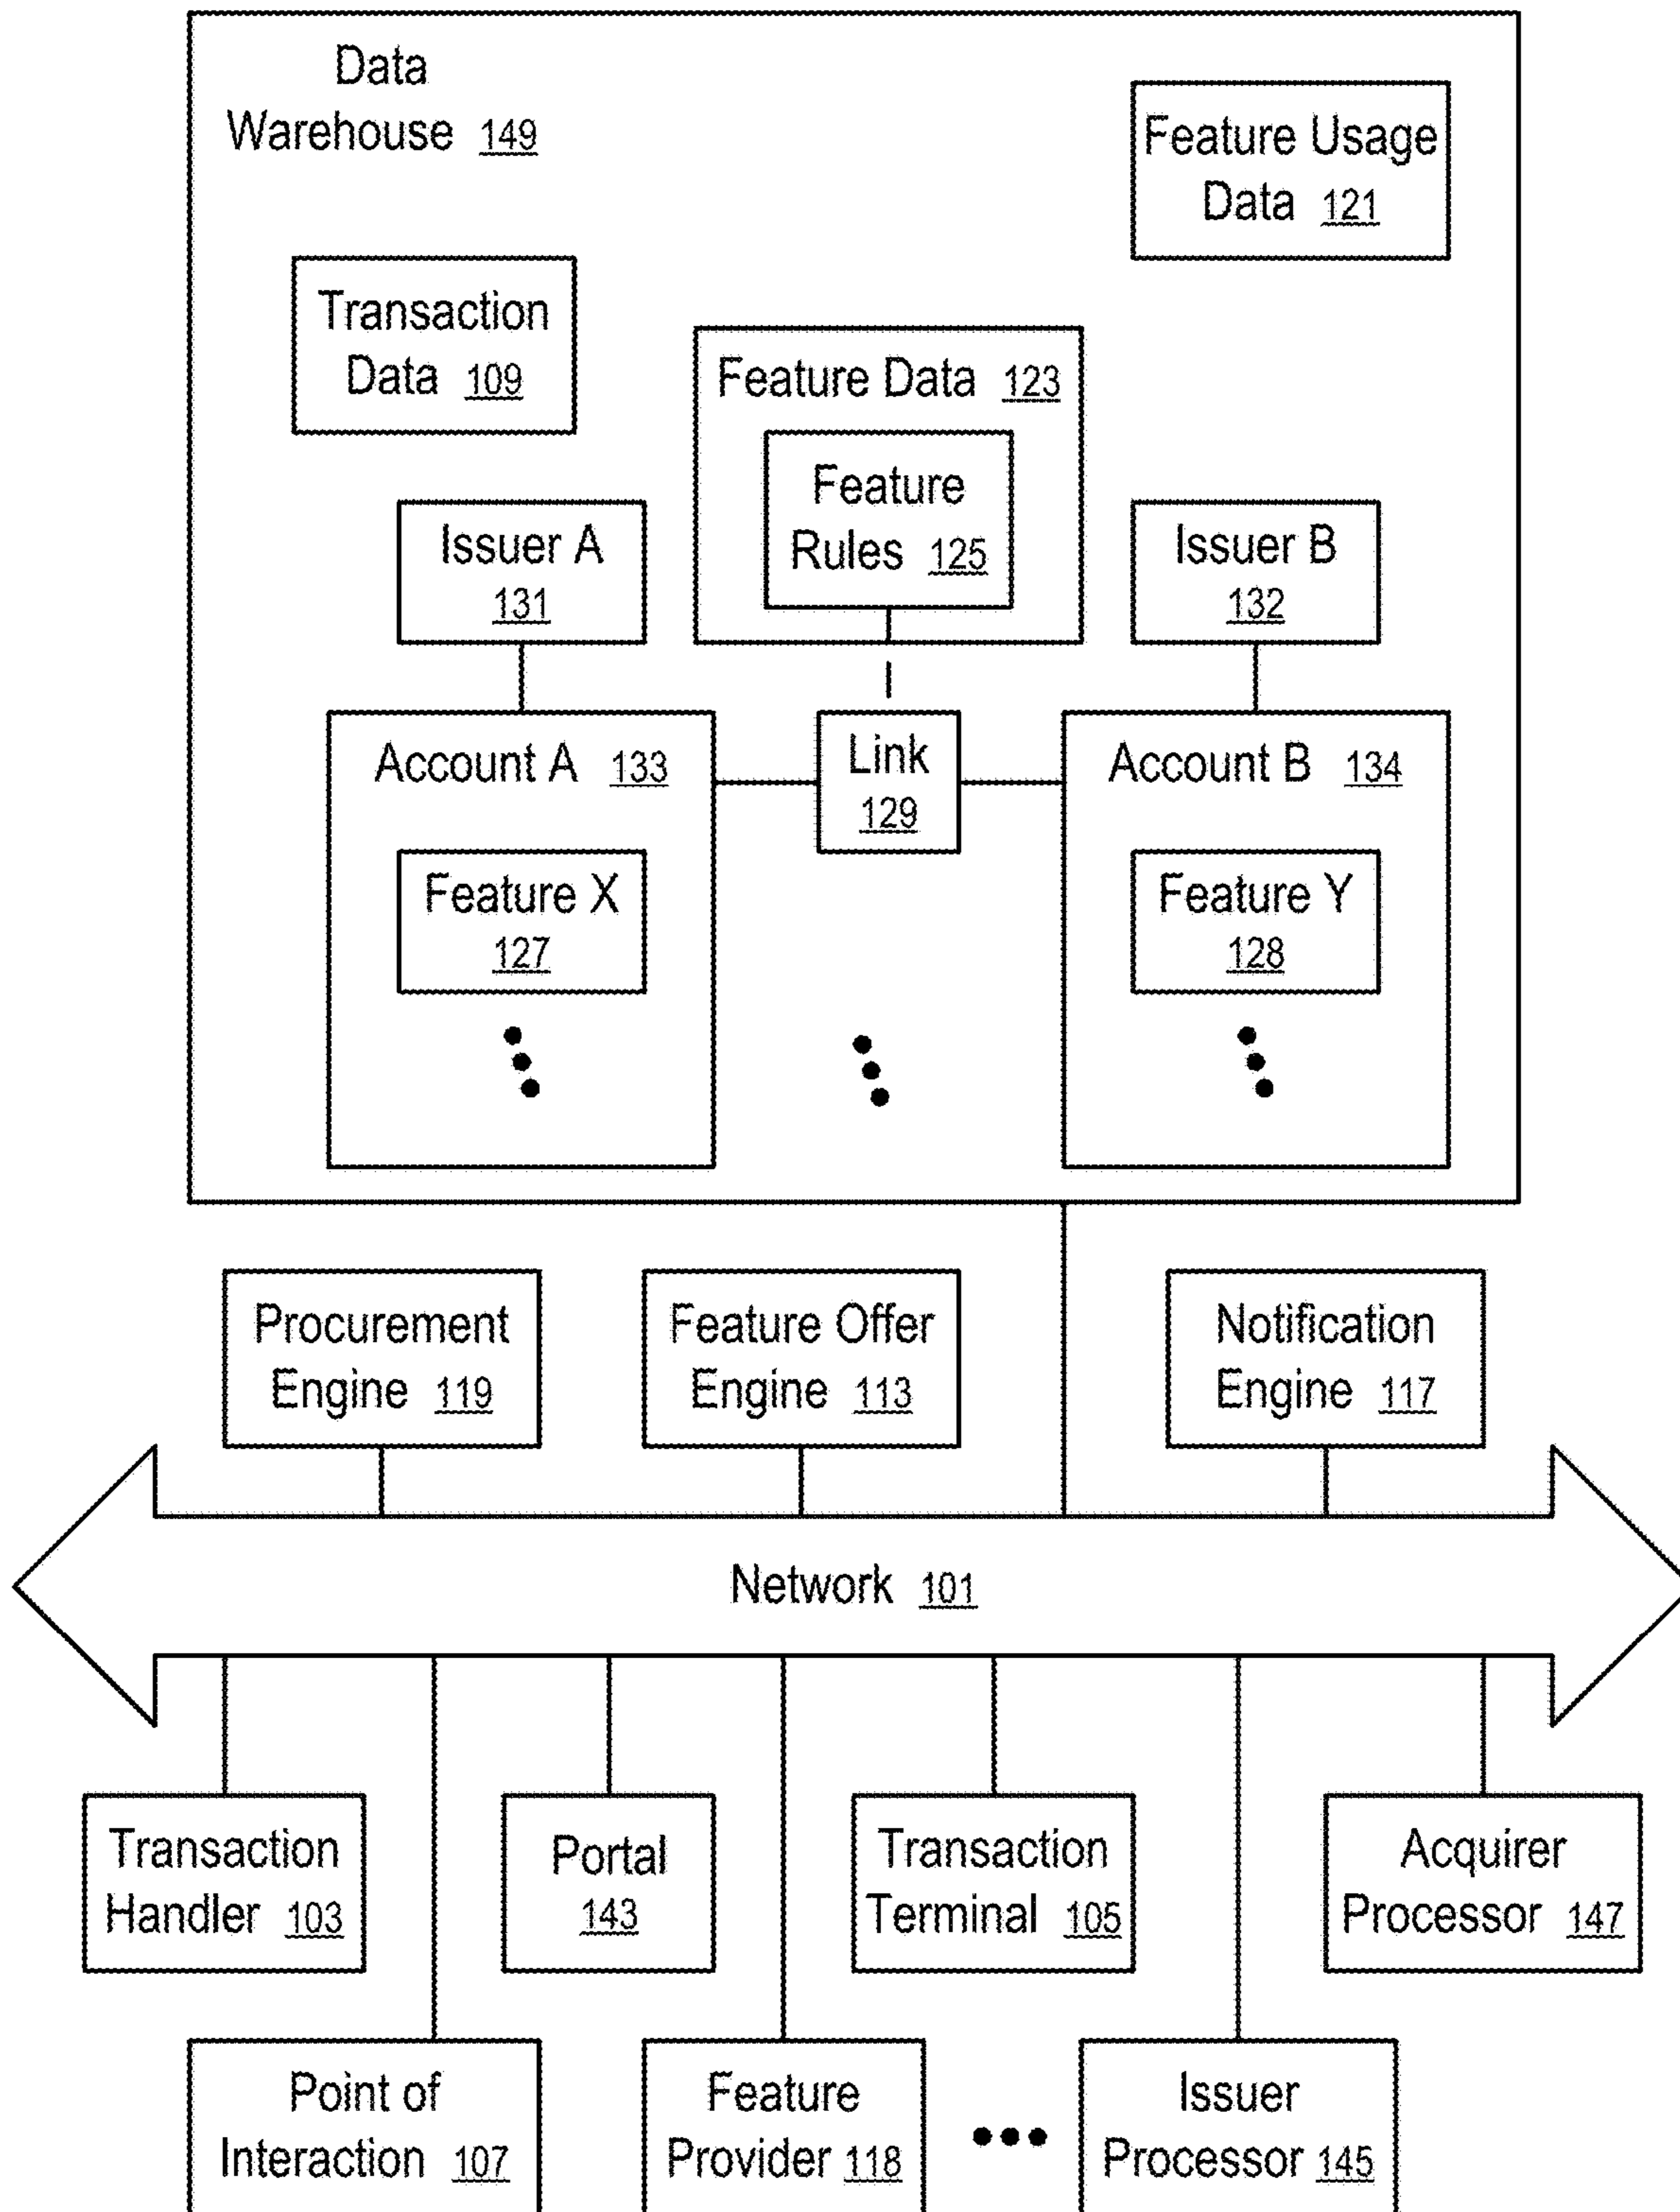 Data
Warehouse 149
Feature Usage
Data 121
Transaction
Data 109
Feature Data 123
Feature
Rules 125
Issuer A
131
Issuer B
132
Account A 133
Link
129
Account B 134
Feature X
127
Feature Y
128
Procurement
Engine 119
Feature Offer
Engine 113
Notification
Engine 117
Network 101
Transaction
Handler 103
Portal
143
Transaction
Terminal 105
Acquirer
Processor 147
Point of
Interaction 107
Feature
Provider 118
Issuer
Processor 145